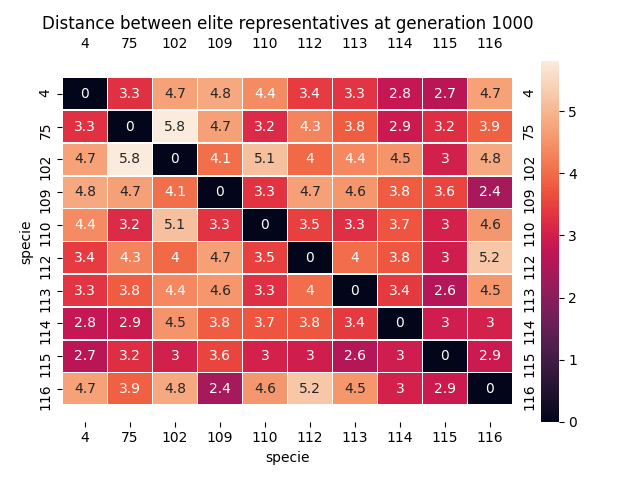 Distance between elite representatives at generation 1000
4 75 102 109 110 112 113 114 115 116
4 0 3.3 4.7 4.8 4.4 3.4 3.3 2.8 2.7 4.7 4
75 3.3 0 5.8 4.7 3.2 4.3 3.8 2.9 3.2 3.9 75
102 4.7 5.8 0 4.1 5.1 4 4.4 4.5 3 4.8 102
109 4.8 4.7 4.1 0 3.3 4.7 4.6 3.8 3.6 2.4 109
110 4.4 3.2 5.1 3.3 0 3.5 3.3 3.7 3 4.6 110
112 3.4 4.3 4 4.7 3.5 0 4 3.8 3 5.2 112
113 3.3 3.8 4.4 4.6 3.3 4 0 3.4 2.6 4.5 113
114 2.8 2.9 4.5 3.8 3.7 3.8 3.4 0 3 3 114
115 2.7 3.2 3 3.6 3 3 2.6 3 0 2.9 115
116 4.7 3.9 4.8 2.4 4.6 5.2 4.5 3 2.9 0 116
4 75 102 109 110 112 113 114 115 116
specie
specie
5
4
3
2
1
0